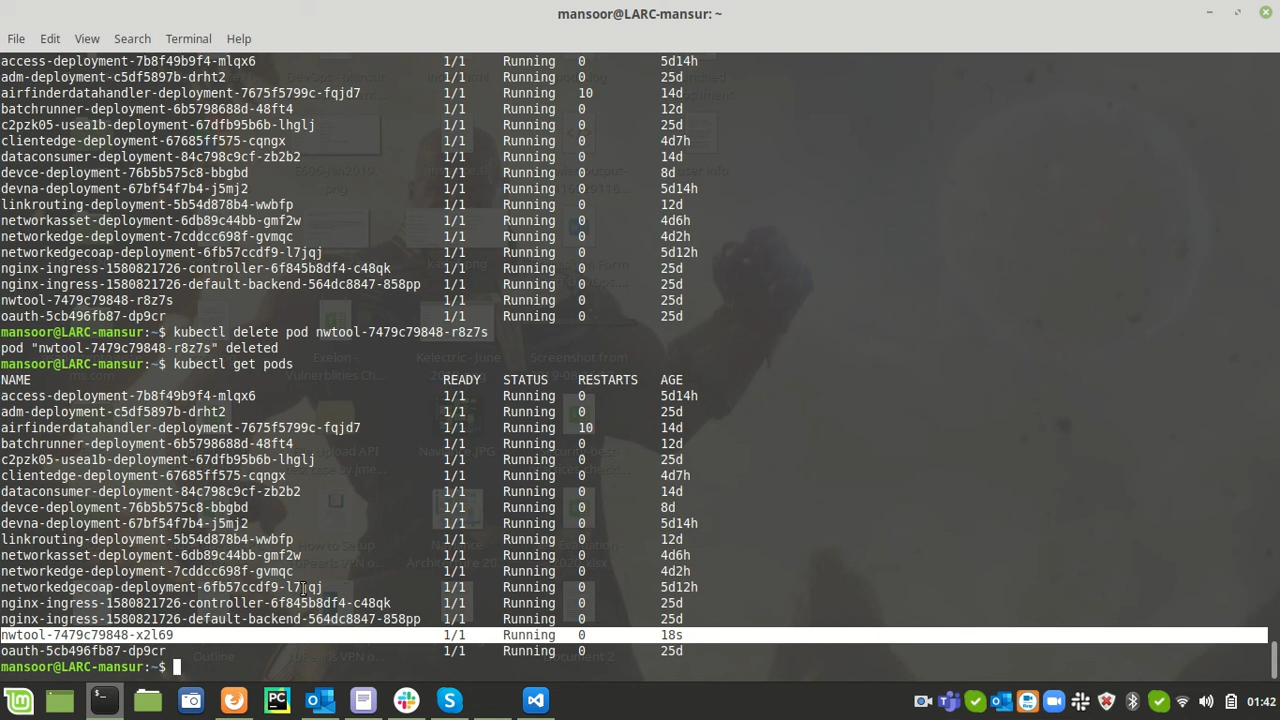 mansoor@LARC-mansur: ~
File Edit View Search Terminal Help
access-deployment-7b8f49b9f4-mlqx6 1/1 Running 0 5d14h
adm-deployment-c5df5897b-drht2 1/1 Running 0 25d
airfinderdatahandler-deployment-7675f5799c-fqjd7 1/1 Running 10 14d
batchrunner-deployment-6b5798688d-48ft4 1/1 Running 0 12d
c2pzk05-usea1b-deployment-67dfb95b6b-lhglj 1/1 Running 0 25d
clientedge-deployment-67685ff575-cqngx 1/1 Running 0 4d7h
dataconsumer-deployment-84c798c9cf-zb2b2 1/1 Running 0 14d
devce-deployment-76b5b575c8-bbgbd 1/1 Running 0 8d
devna-deployment-67bf54f7b4-j5mj2 1/1 Running 0 5d14h
linkrouting-deployment-5b54d878b4-wwbfp 1/1 Running 0 12d
networkasset-deployment-6db89c44bb-gmf2w 1/1 Running 0 4d6h
networkedge-deployment-7cddcc698f-gvmqc 1/1 Running 0 4d2h
networkedgecoap-deployment-6fb57ccdf9-l7jqj 1/1 Running 0 5d12h
nginx-ingress-1580821726-controller-6f845b8df4-c48qk 1/1 Running 0 25d
nginx-ingress-1580821726-default-backend-564dc8847-858pp 1/1 Running 0 25d
nwtool-7479c79848-r8z7s 1/1 Running 0 25d
oauth-5cb496fb87-dp9cr 1/1 Running 0 25d
mansoor@LARC-mansur:~$ kubectl delete pod nwtool-7479c79848-r8z7s
pod "nwtool-7479c79848-r8z7s" deleted
mansoor@LARC-mansur:~$ kubectl get pods
NAME READY STATUS RESTARTS AGE
access-deployment-7b8f49b9f4-mlqx6 1/1 Running 0 5d14h
adm-deployment-c5df5897b-drht2 1/1 Running 0 25d
airfinderdatahandler-deployment-7675f5799c-fqjd7 1/1 Running 10 14d
batchrunner-deployment-6b5798688d-48ft4 1/1 Running 0 12d
c2pzk05-usea1b-deployment-67dfb95b6b-lhglj 1/1 Running 0 25d
clientedge-deployment-67685ff575-cqngx 1/1 Running 0 4d7h
dataconsumer-deployment-84c798c9cf-zb2b2 1/1 Running 0 14d
devce-deployment-76b5b575c8-bbgbd 1/1 Running 0 8d
devna-deployment-67bf54f7b4-j5mj2 1/1 Running 0 5d14h
linkrouting-deployment-5b54d878b4-wwbfp 1/1 Running 0 12d
networkasset-deployment-6db89c44bb-gmf2w 1/1 Running 0 4d6h
networkedge-deployment-7cddcc698f-gvmqc 1/1 Running 0 4d2h
networkedgecoap-deployment-6fb57ccdf9-l7jqj 1/1 Running 0 5d12h
nginx-ingress-1580821726-controller-6f845b8df4-c48qk 1/1 Running 0 25d
nginx-ingress-1580821726-default-backend-564dc8847-858pp 1/1 Running 0 25d
nwtool-7479c79848-x2l69 1/1 Running 0 18s
oauth-5cb496fb87-dp9cr 1/1 Running 0 25d
mansoor@LARC-mansur:~$
01:42